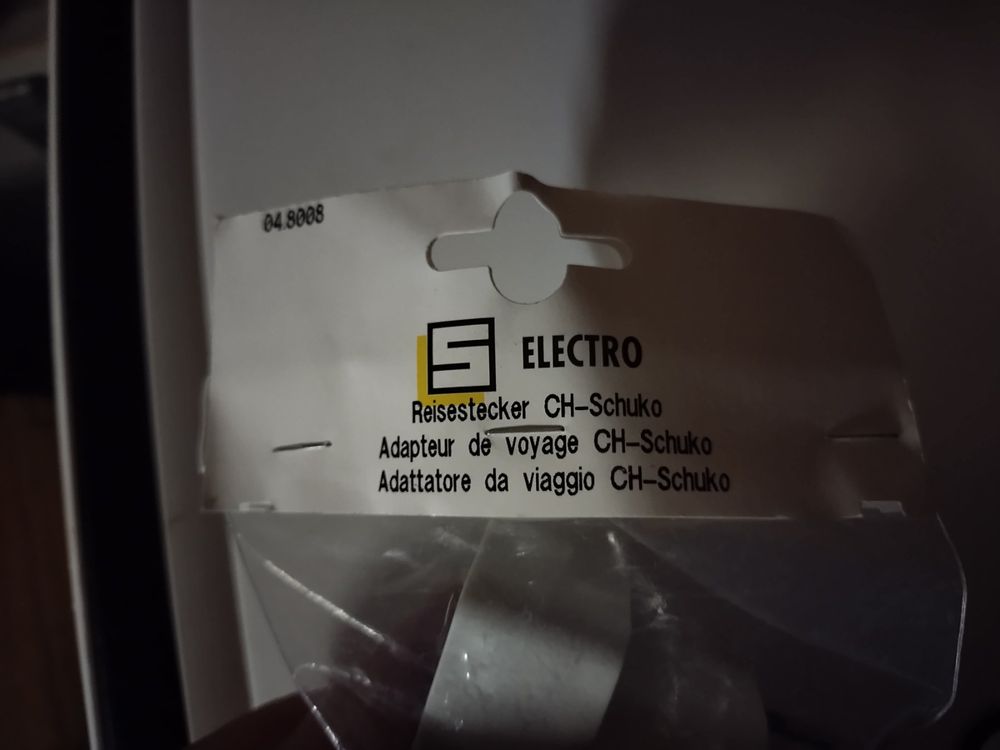 04.8008
S ELECTRO
Reisestecker CH-Schuko
Adapteur de voyage CH-Schuko
Adattatore da viaggio CH-Schuko